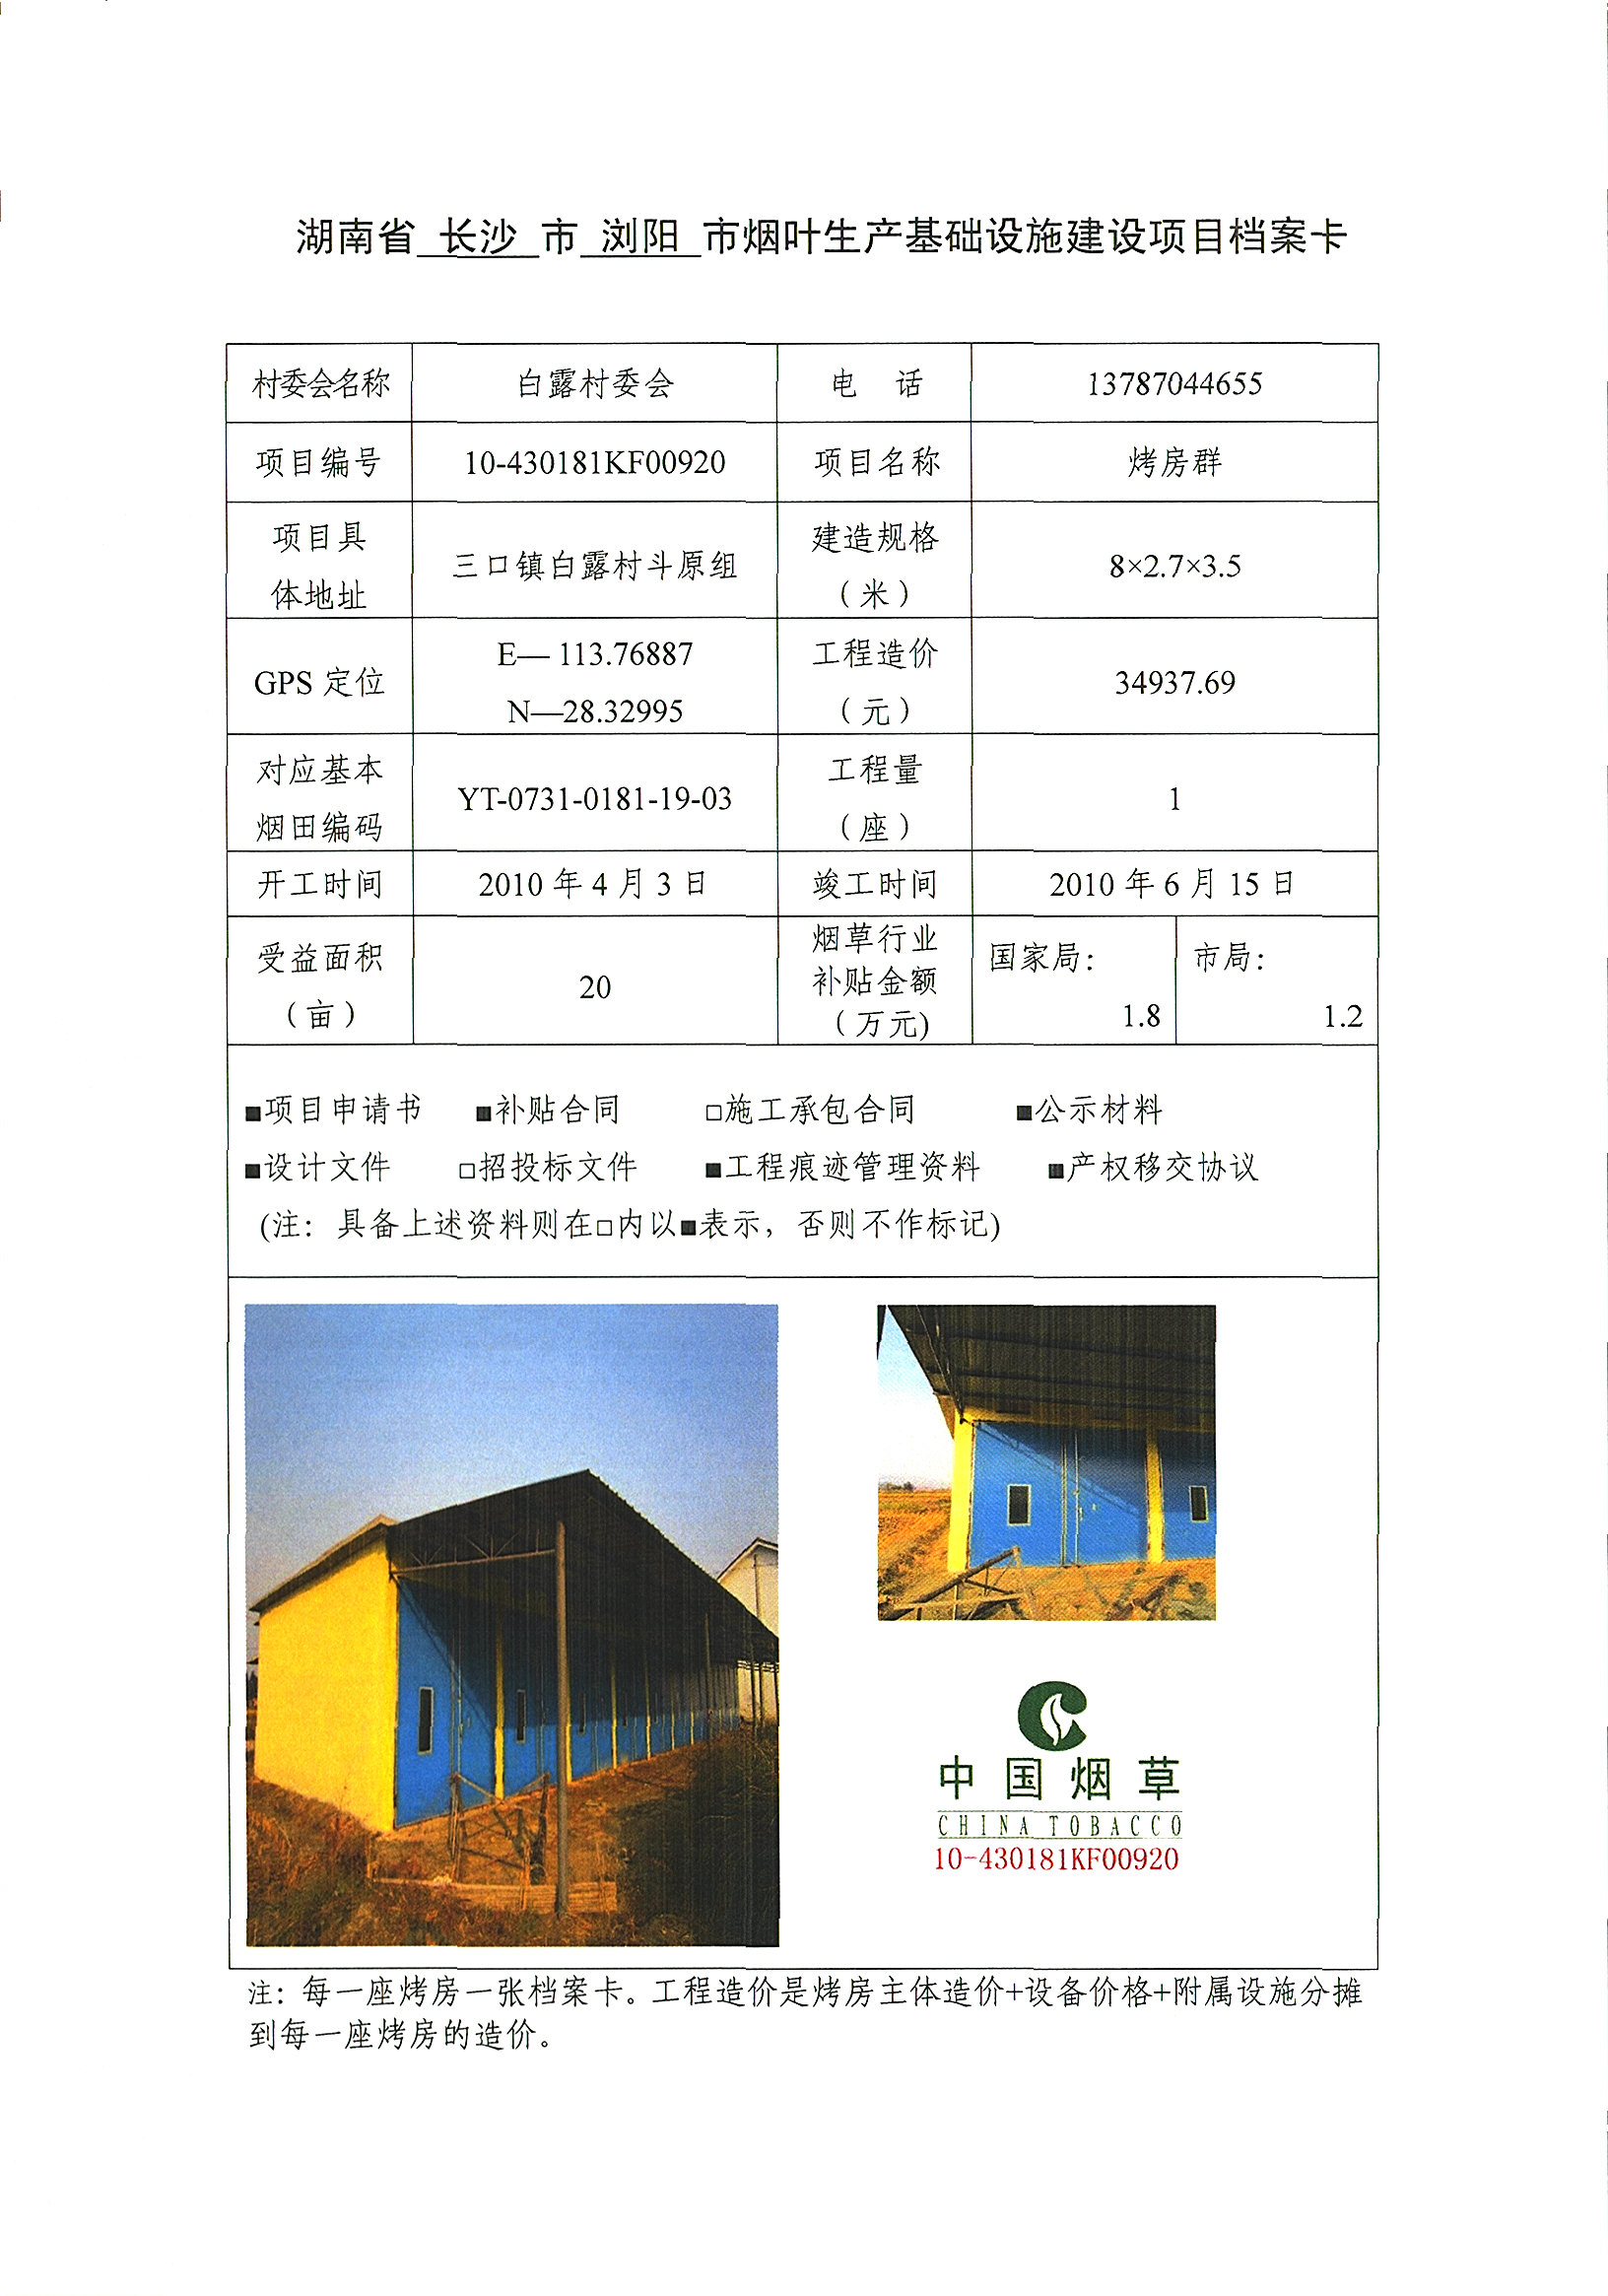 湖南省 长沙 市 浏阳 市烟叶生产基础设施建设项目档案卡
村委会名称 白露村委会 电 话 13787044655
项目编号 10-430181KF00920 项目名称 烤房群
项目具
体地址
三口镇白露村斗原组
建造规格
（米）
8×2.7×3.5
GPS 定位
E— 113.76887
N—28.32995
工程造价
（元）
34937.69
对应基本
烟田编码
YT-0731-0181-19-03
工程量
（座）
1
开工时间 2010 年 4 月 3 日 竣工时间 2010 年 6 月 15 日
受益面积
（亩）
20
烟草行业
补贴金额
（万元)
国家局：
1.8
市局：
1.2
■项目申请书 ■补贴合同 □施工承包合同 ■公示材料
■设计文件 □招投标文件 ■工程痕迹管理资料 ■产权移交协议
(注：具备上述资料则在□内以■表示，否则不作标记)
中国烟草
CHINA TOBACCO
10-430181KF00920
注：每一座烤房一张档案卡。工程造价是烤房主体造价+设备价格+附属设施分摊
到每一座烤房的造价。